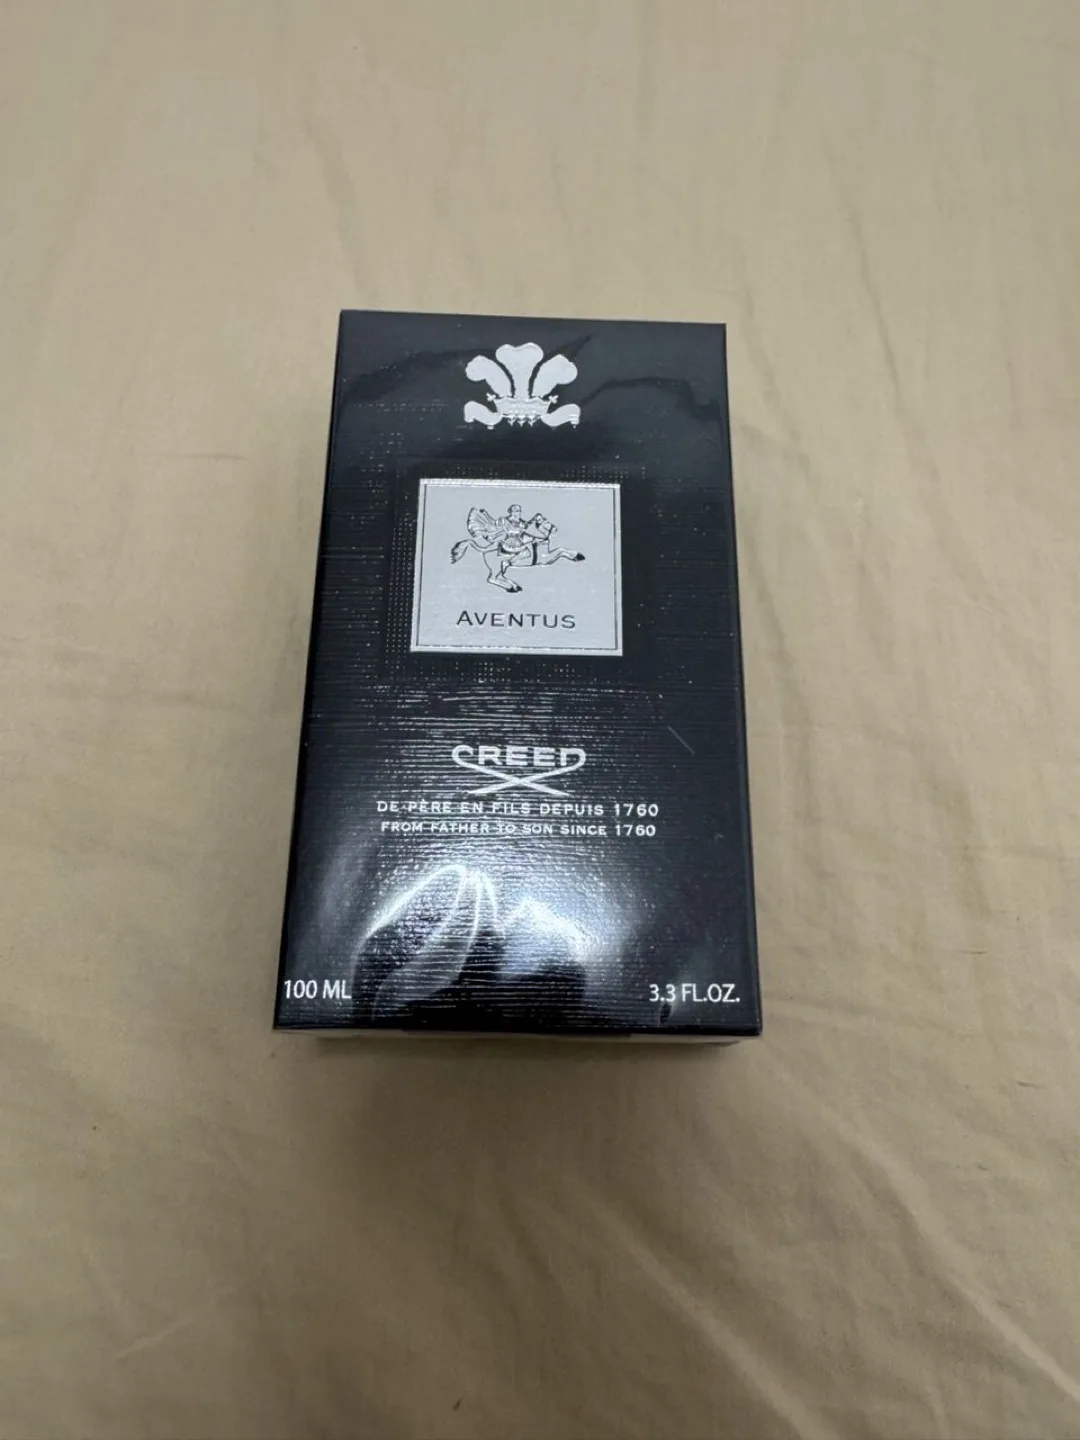 AVENTUS
CREED
DE PÈRE EN FILS DEPUIS 1760
FROM FATHER TO SON SINCE 1760
100 ML
3.3 FL.OZ.